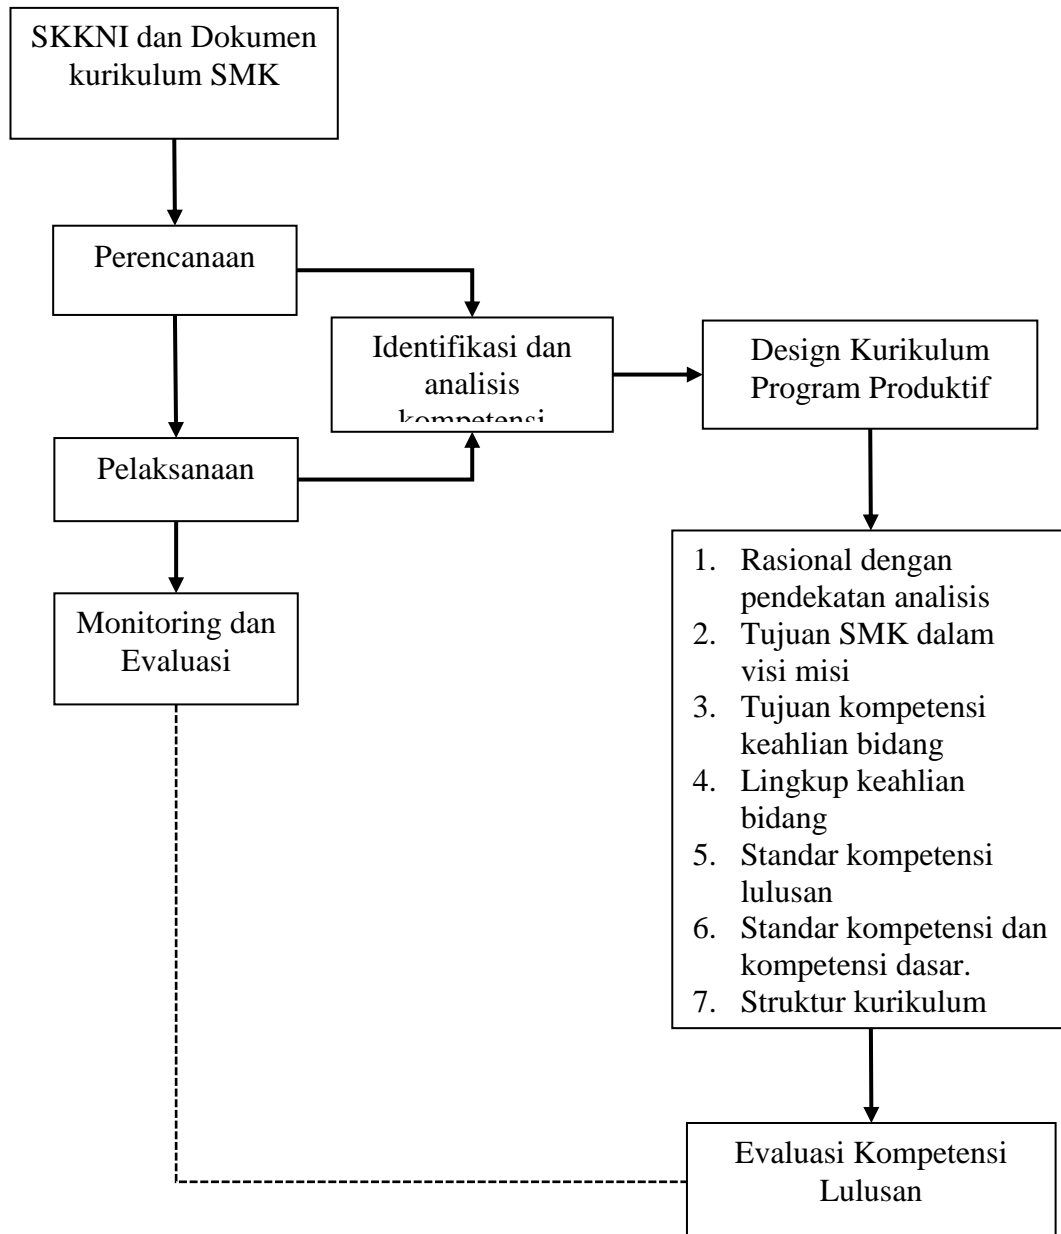 SKKNI dan Dokumen
kurikulum SMK
Perencanaan
Identifikasi dan
analisis
kompetensi
Design Kurikulum
Program Produktif
Pelaksanaan
Monitoring dan
Evaluasi
1. Rasional dengan
pendekatan analisis
2. Tujuan SMK dalam
visi misi
3. Tujuan kompetensi
keahlian bidang
4. Lingkup keahlian
bidang
5. Standar kompetensi
lulusan
6. Standar kompetensi dan
kompetensi dasar.
7. Struktur kurikulum
Evaluasi Kompetensi
Lulusan